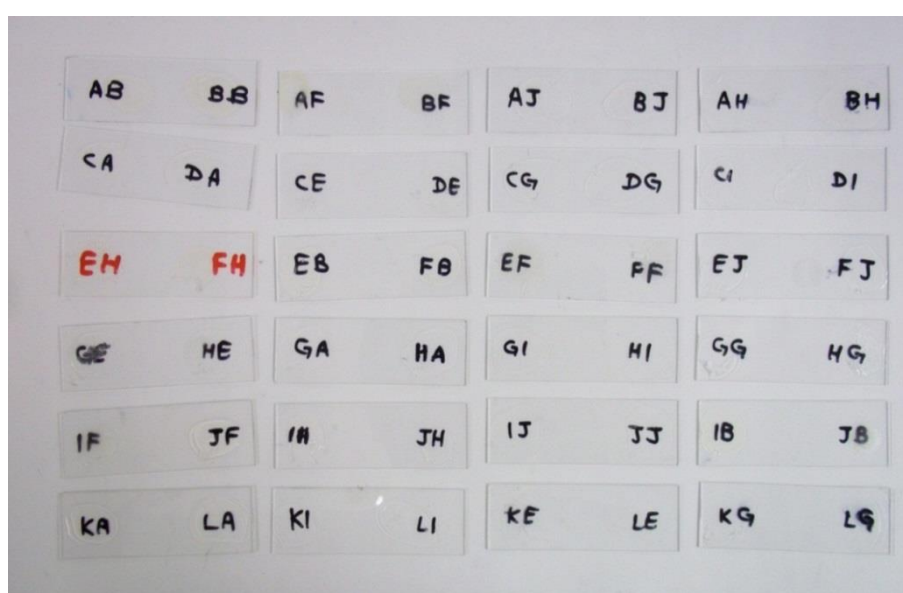 AB BB AF BF AJ BJ AH BH
CA DA CE DE CG DG CI DI
EH FH EB FB EF FF EJ FJ
GE HE GA HA GI HI GG HG
IF JF IH JH IJ JJ IB JB
KA LA KI LI KE LE KG LG